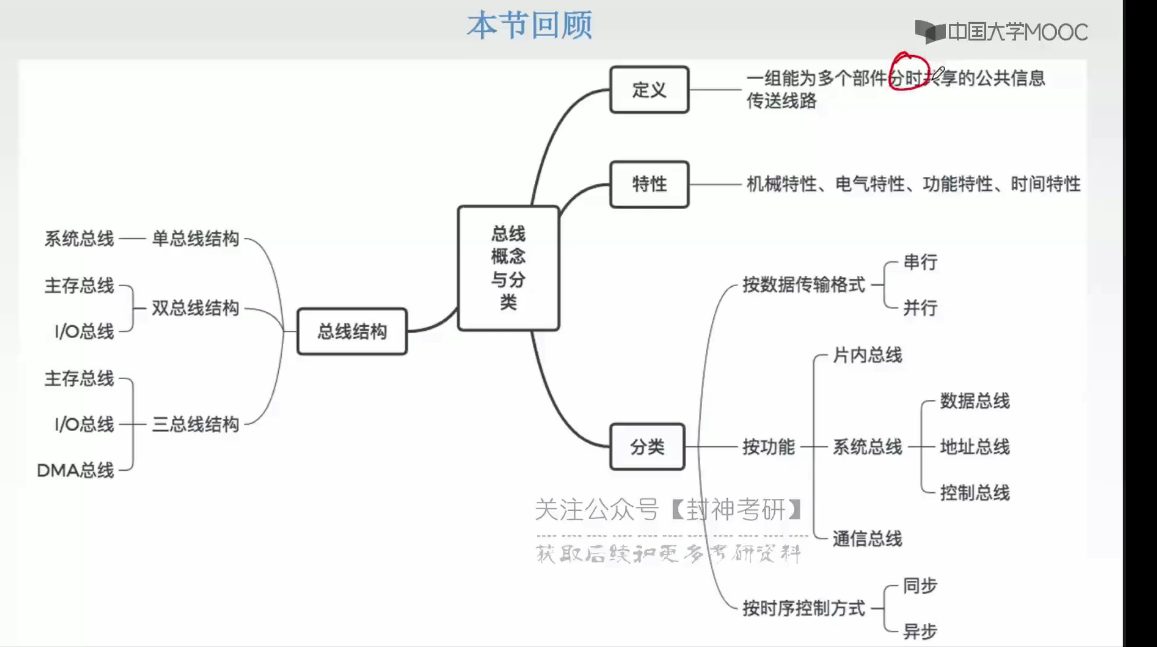 本节回顾
中国大学MOOC
定义
一组能为多个部件分时共享的公共信息
传送线路
特性
机械特性、电气特性、功能特性、时间特性
总线
概念
与分
类
总线结构
系统总线
单总线结构
主存总线
I/O总线
双总线结构
主存总线
I/O总线
DMA总线
三总线结构
分类
按数据传输格式
串行
并行
按功能
片内总线
系统总线
数据总线
地址总线
控制总线
通信总线
按时序控制方式
同步
异步
关注公众号【封神考研】
获取后续和更多考研资料